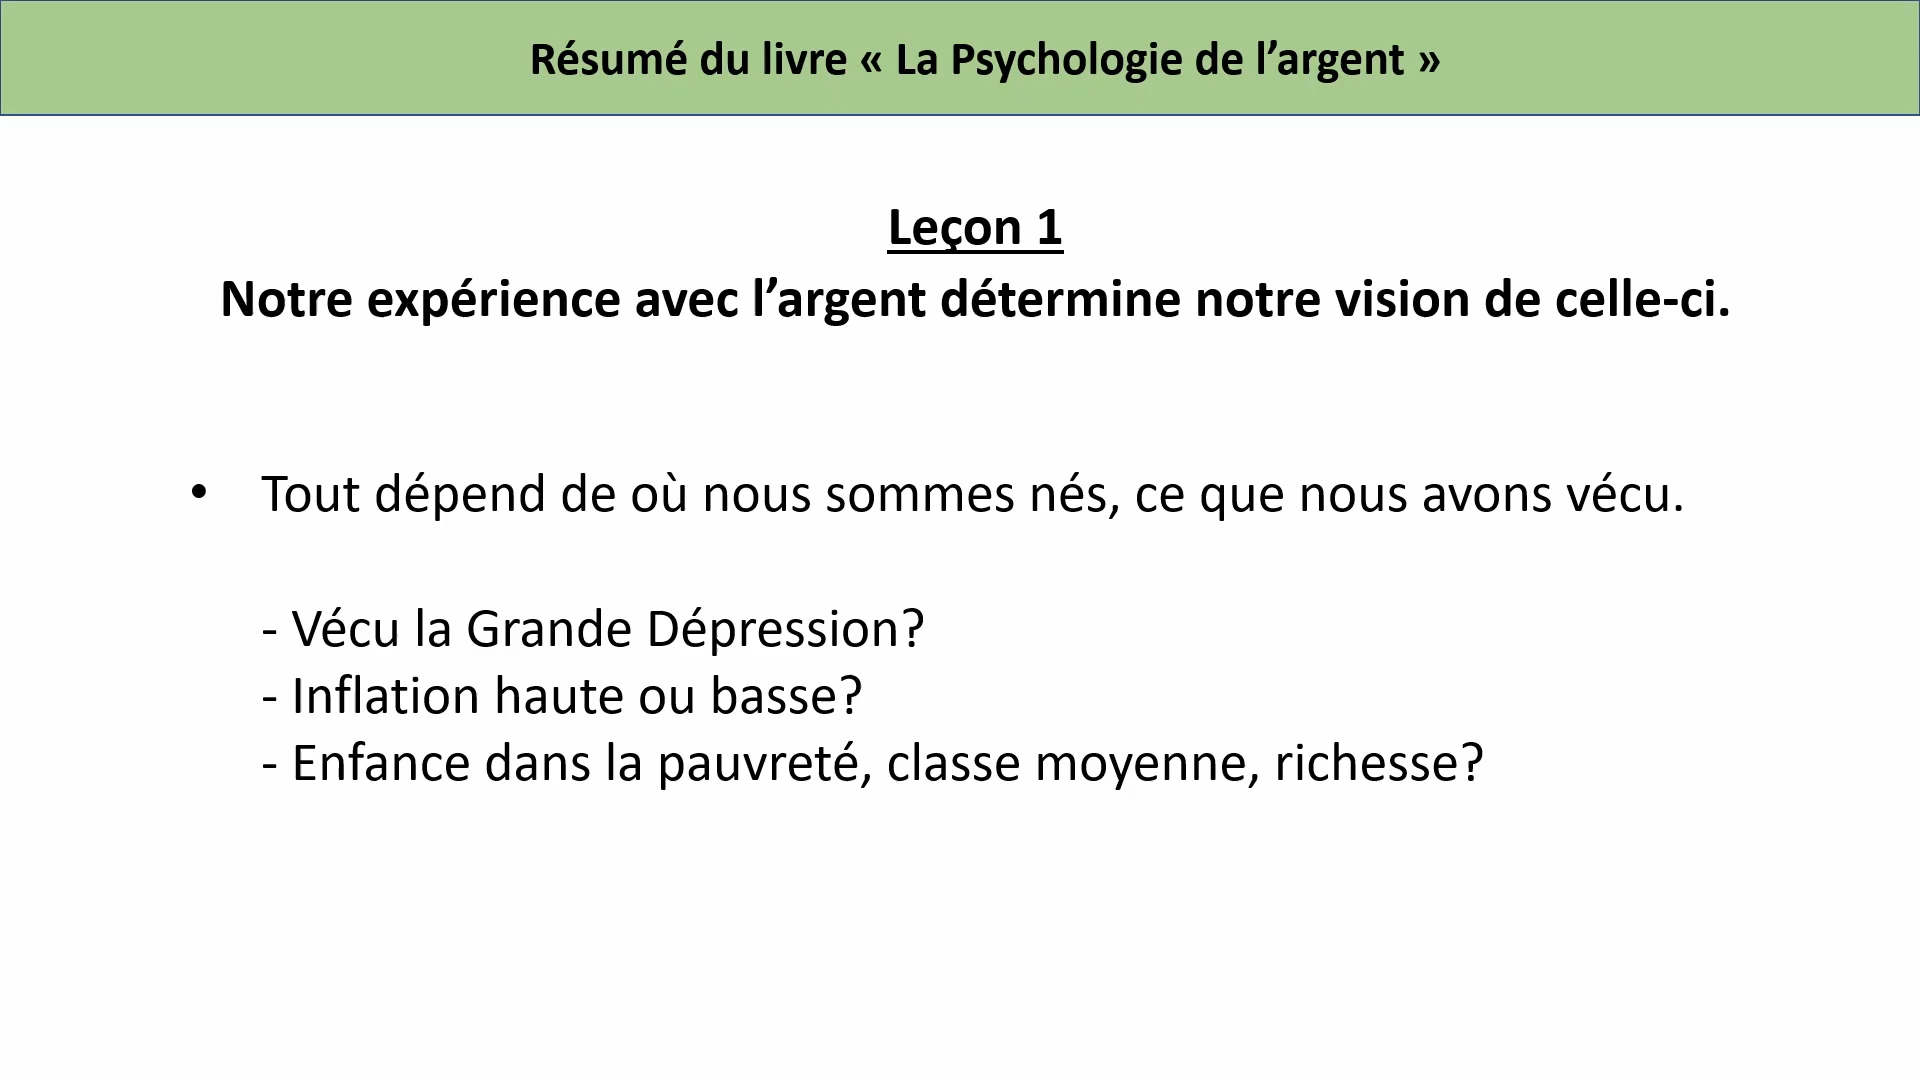 Résumé du livre « La Psychologie de l’argent »
Leçon 1
Notre expérience avec l’argent détermine notre vision de celle-ci.
• Tout dépend de où nous sommes nés, ce que nous avons vécu.
- Vécu la Grande Dépression?
- Inflation haute ou basse?
- Enfance dans la pauvreté, classe moyenne, richesse?